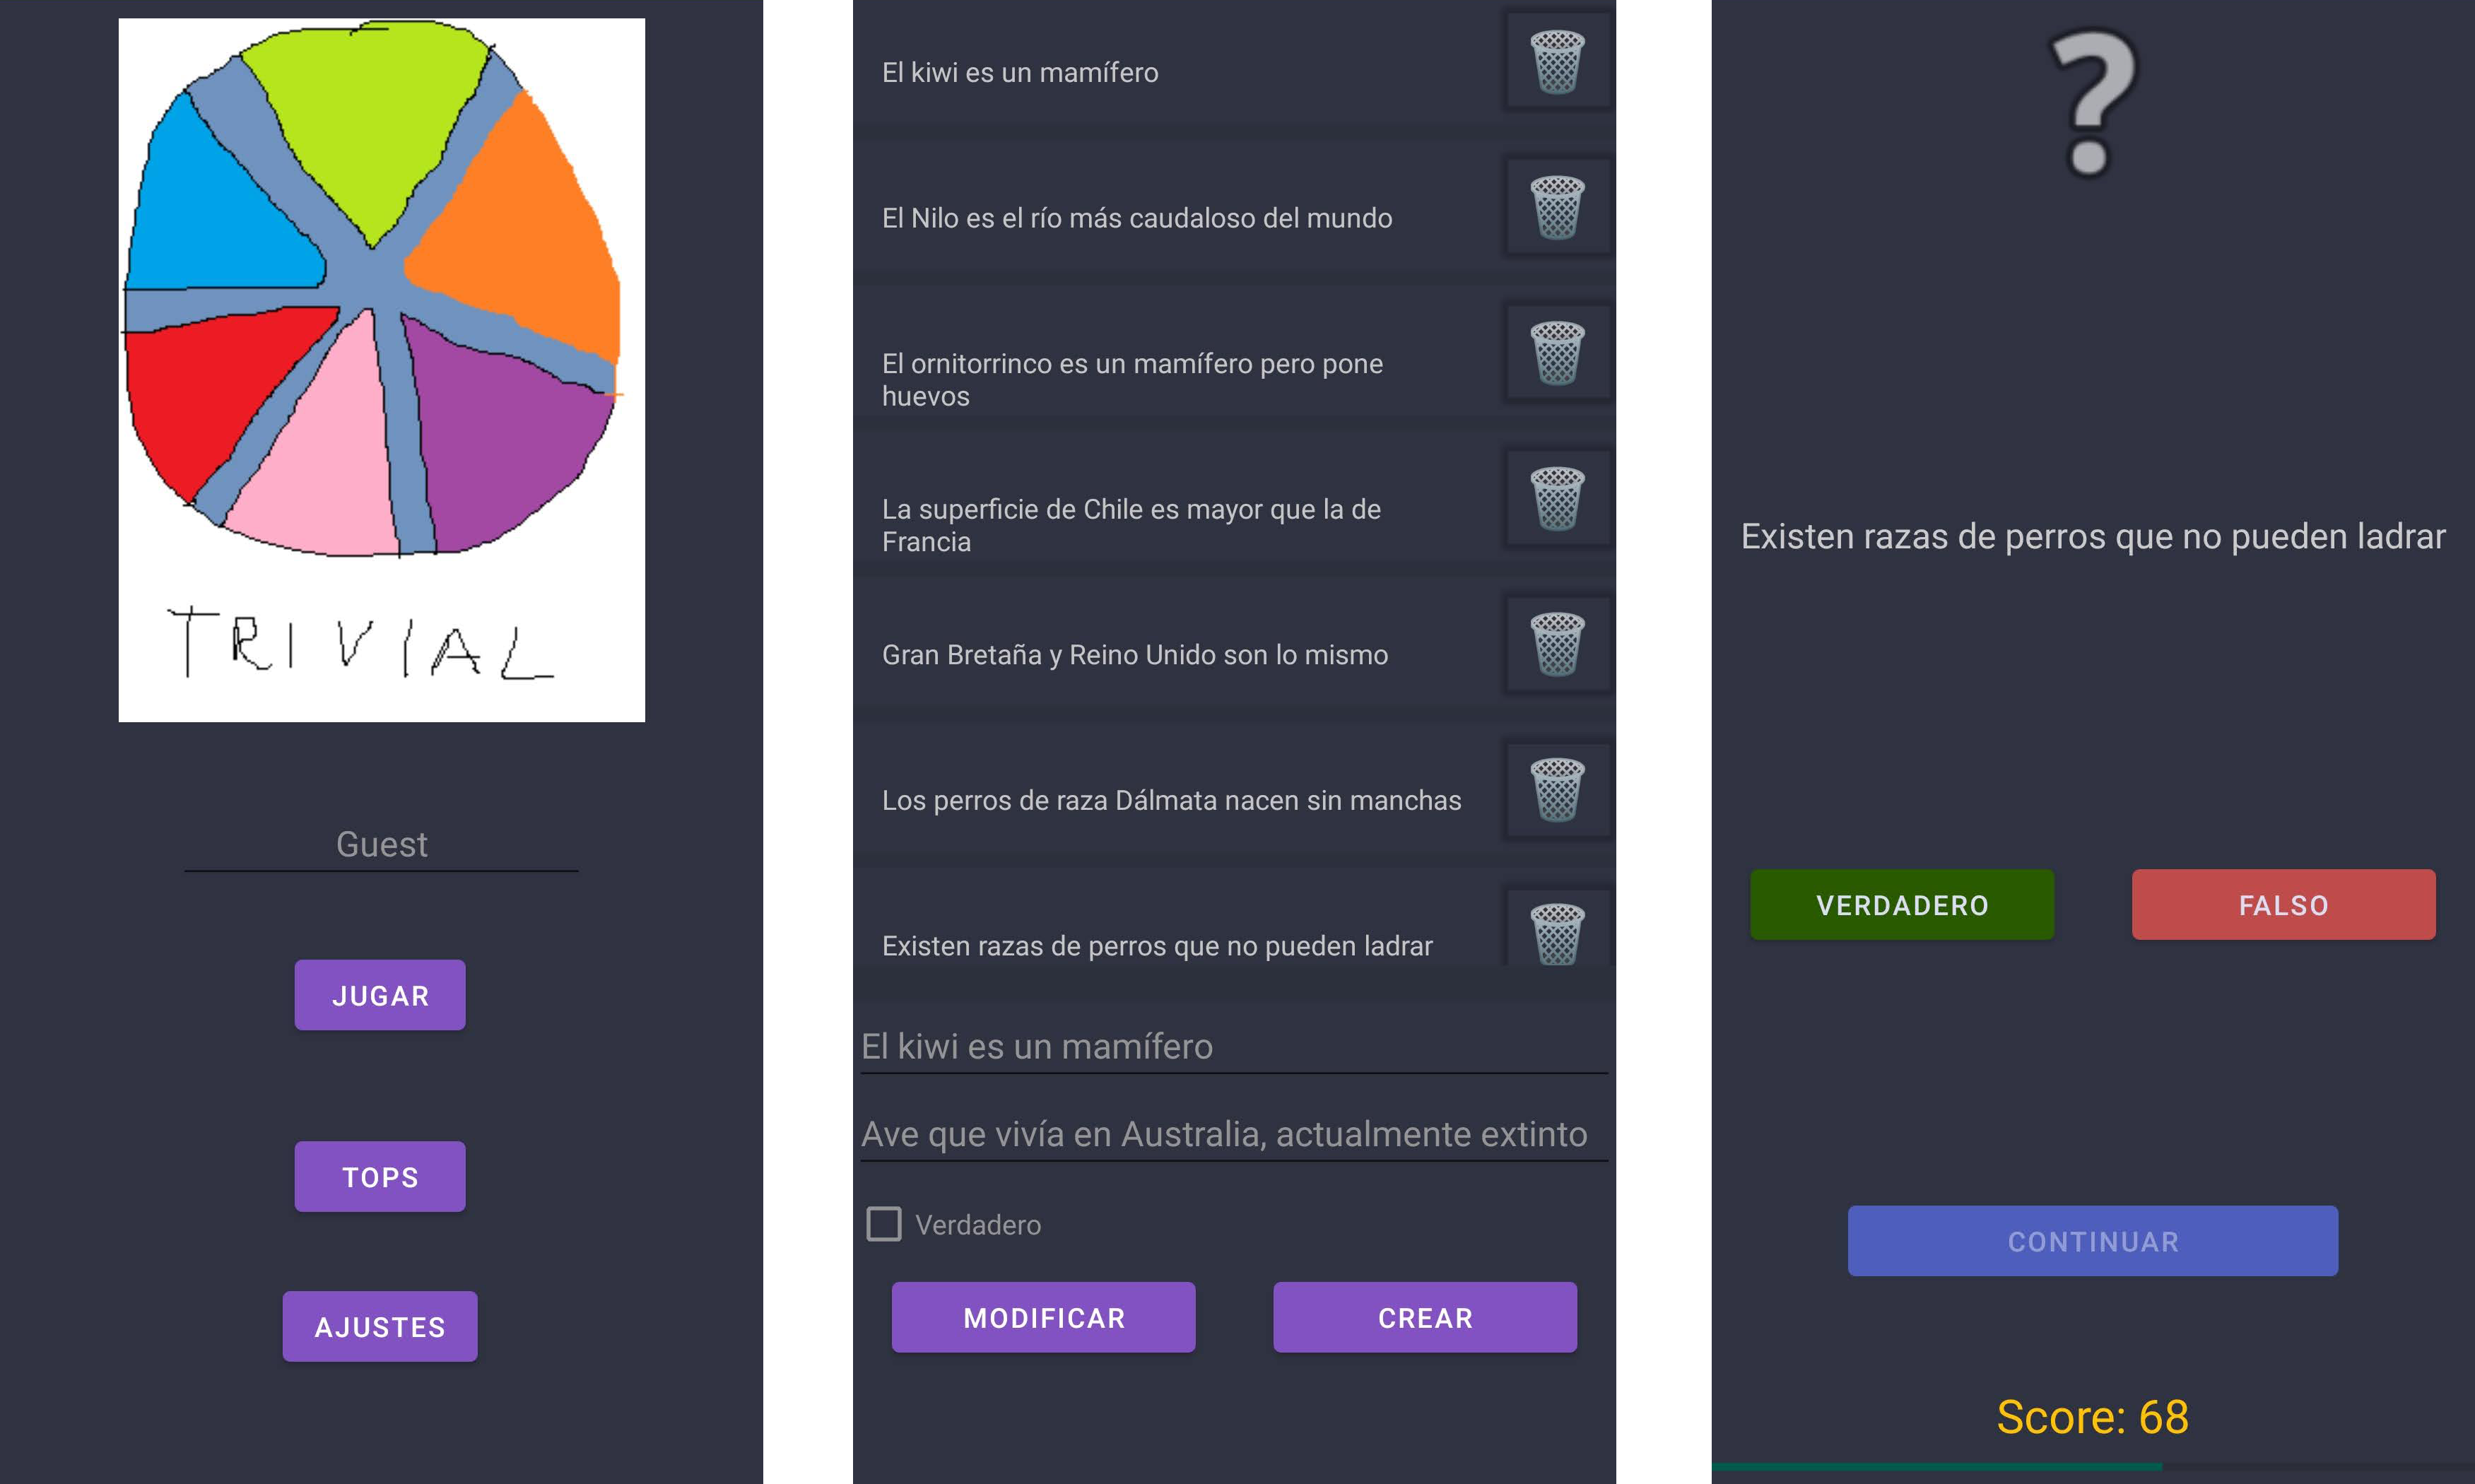 TRIVIAL
Guest
JUGAR
TOPS
AJUSTES
El kiwi es un mamífero
El Nilo es el río más caudaloso del mundo
El ornitorrinco es un mamífero pero pone
huevos
La superficie de Chile es mayor que la de
Francia
Gran Bretaña y Reino Unido son lo mismo
Los perros de raza Dálmata nacen sin manchas
Existen razas de perros que no pueden ladrar
El kiwi es un mamífero
Ave que vivía en Australia, actualmente extinto
Verdadero
MODIFICAR CREAR
?
Existen razas de perros que no pueden ladrar
VERDADERO FALSO
CONTINUAR
Score: 68